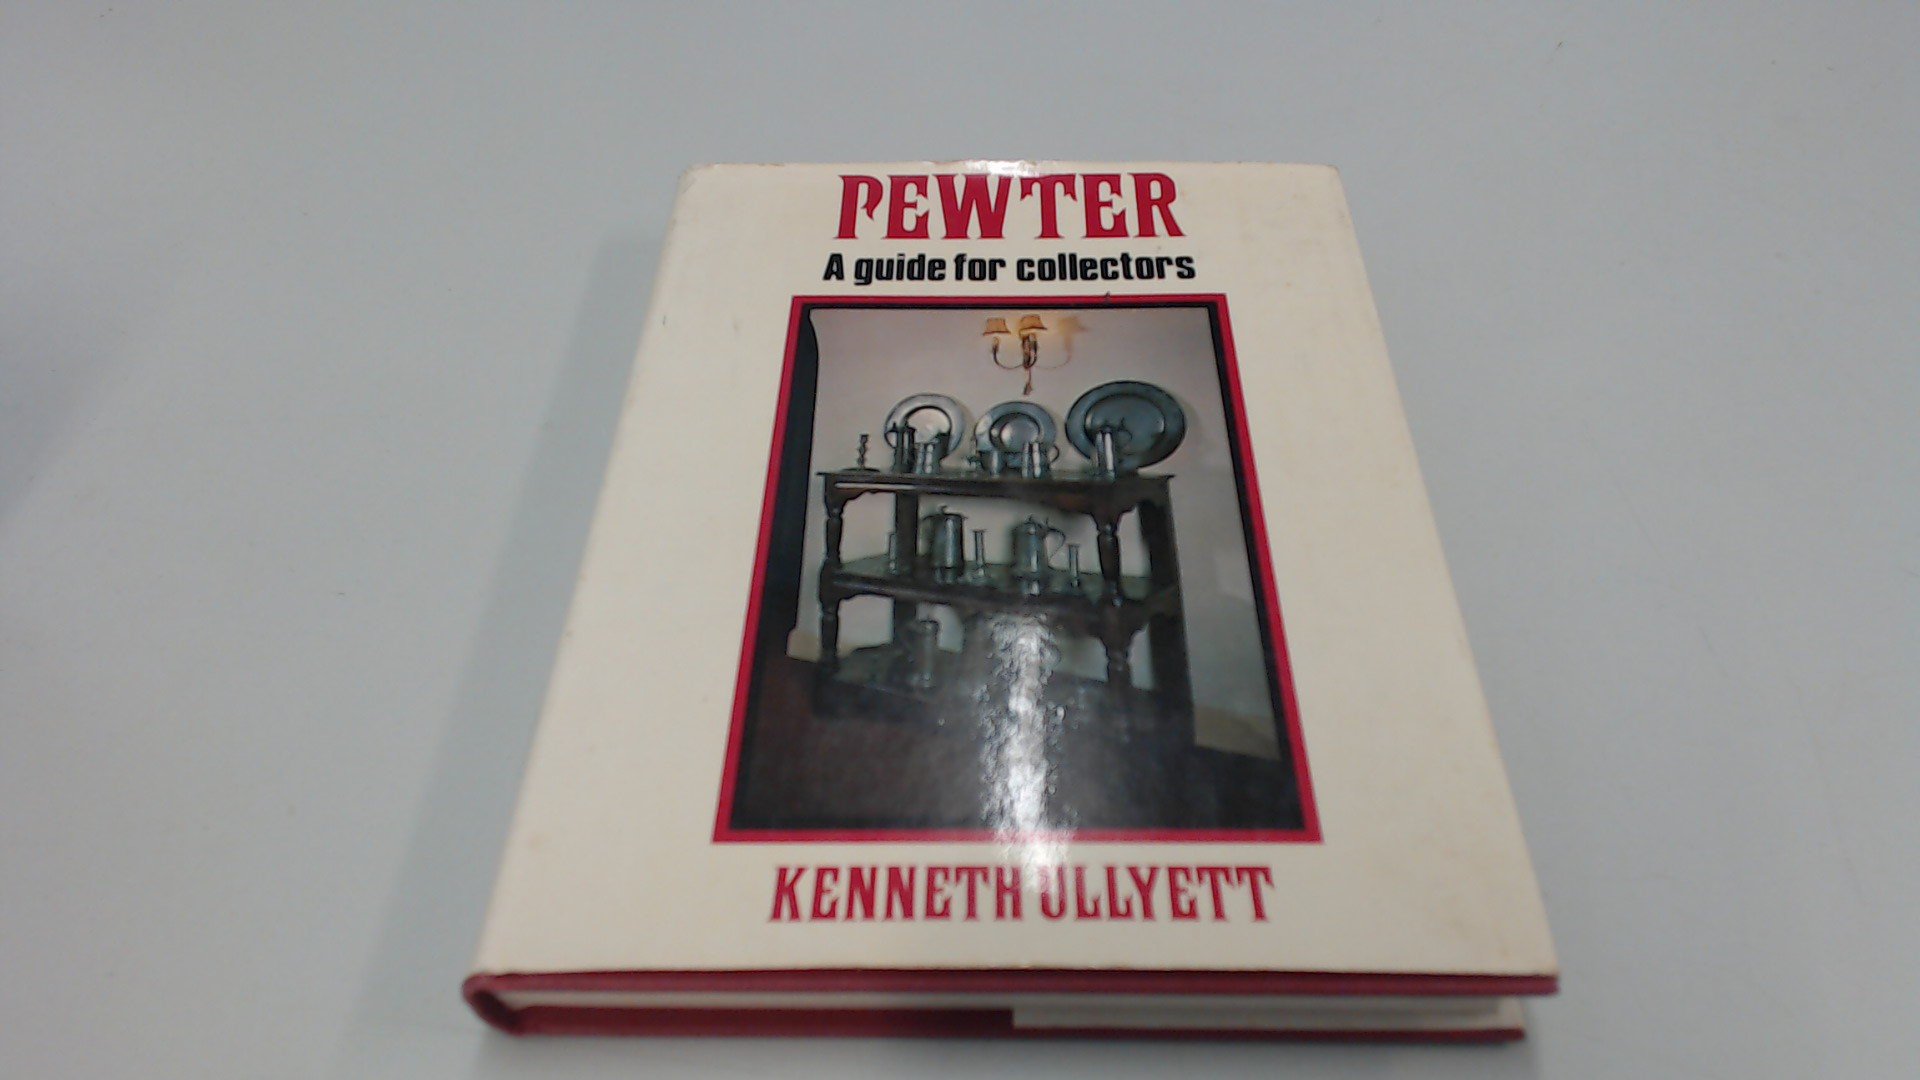 PEWTER
A guide for collectors
KENNETH ULLYETT